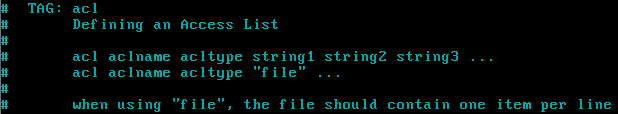 #  TAG: acl
#       Defining an Access List
#
#       acl aclname acltype string1 string2 string3 ...
#       acl aclname acltype "file" ...
#
#       when using "file", the file should contain one item per line